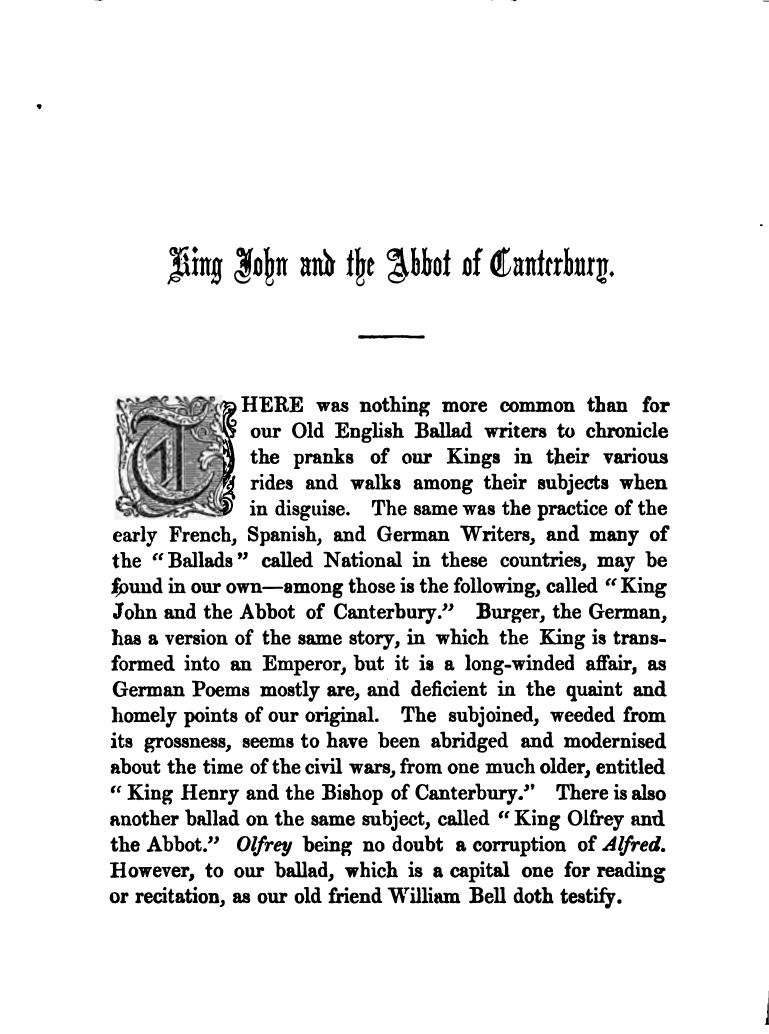 King John and the Abbot of Canterbury.
THERE was nothing more common than for
our Old English Ballad writers to chronicle
the pranks of our Kings in their various
rides and walks among their subjects when
in disguise. The same was the practice of the
early French, Spanish, and German Writers, and many of
the "Ballads" called National in these countries, may be
found in our own—among those is the following, called "King
John and the Abbot of Canterbury." Burger, the German,
has a version of the same story, in which the King is trans-
formed into an Emperor, but it is a long-winded affair, as
German Poems mostly are, and deficient in the quaint and
homely points of our original. The subjoined, weeded from
its grossness, seems to have been abridged and modernised
about the time of the civil wars, from one much older, entitled
"King Henry and the Bishop of Canterbury." There is also
another ballad on the same subject, called "King Olfrey and
the Abbot." Olfrey being no doubt a corruption of Alfred.
However, to our ballad, which is a capital one for reading
or recitation, as our old friend William Bell doth testify.